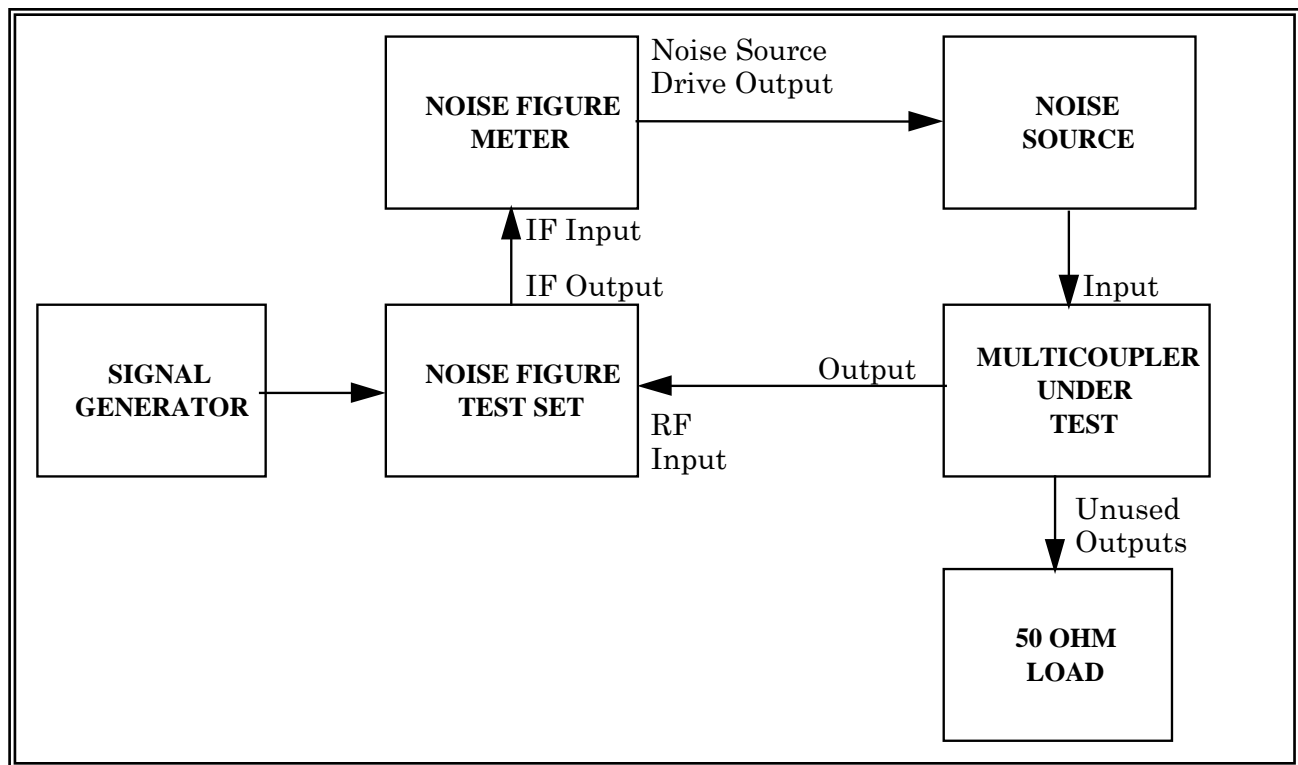 NOISE FIGURE
METER
Noise Source
Drive Output
NOISE
SOURCE
IF Input
IF Output
Input
SIGNAL
GENERATOR
NOISE FIGURE
TEST SET
Output
RF
Input
MULTICOUPLER
UNDER
TEST
Unused
Outputs
50 OHM
LOAD